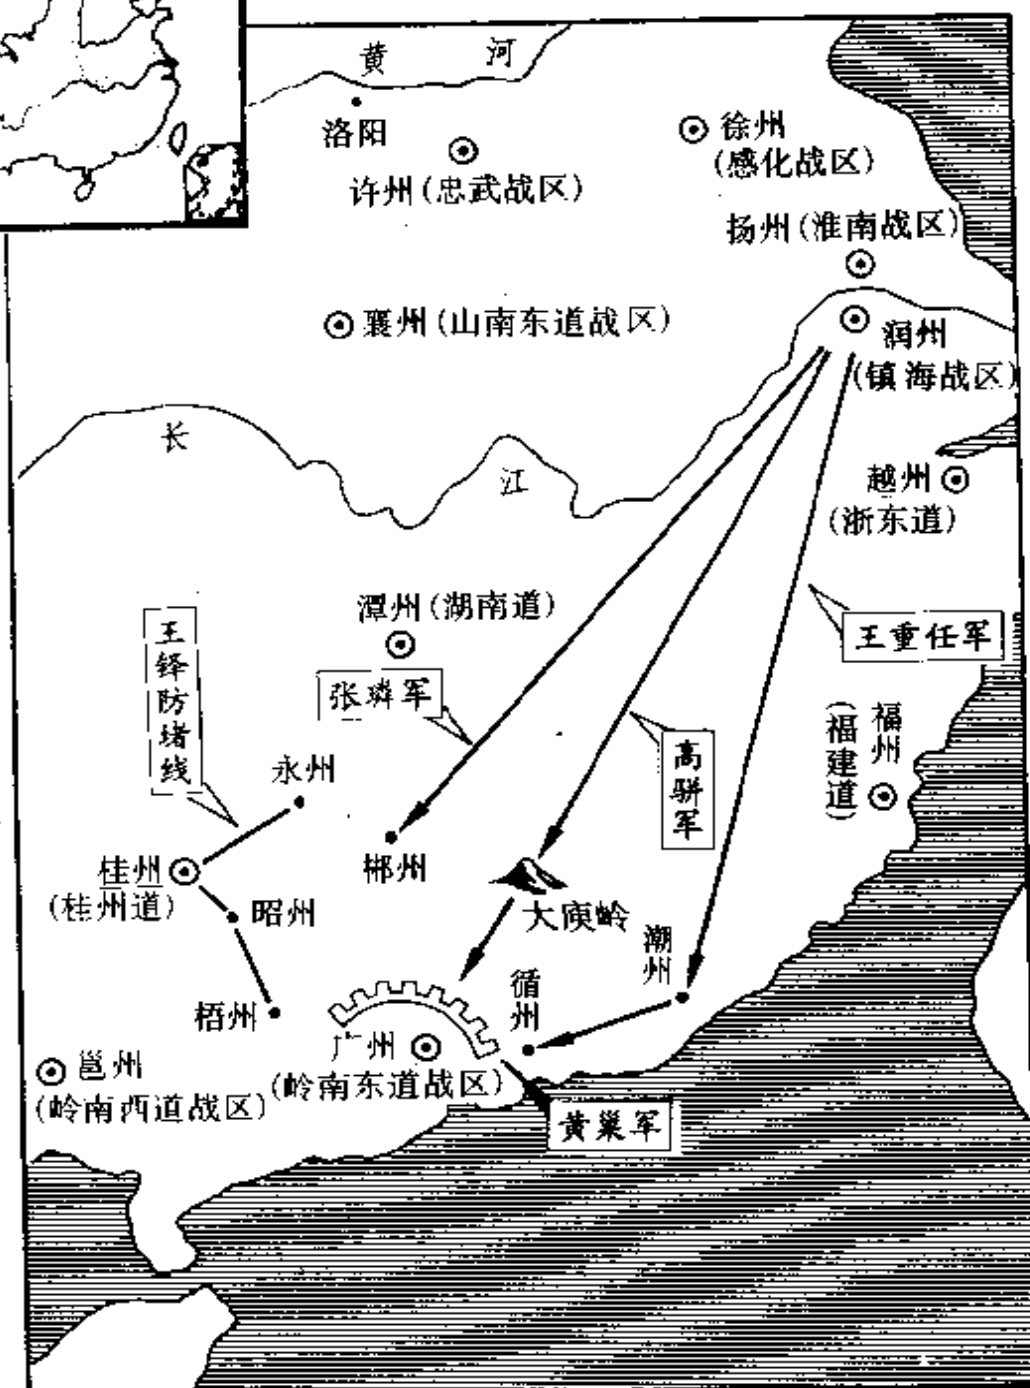 黄河
洛阳
徐州
(感化战区)
许州(忠武战区)
扬州(淮南战区)
襄州(山南东道战区)
润州
(镇海战区)
长江
越州
(浙东道)
潭州(湖南道)
王重任军
王铎防堵线
张璘军
福州
(福建道)
高骈军
永州
郴州
桂州
(桂州道)
昭州
大庾岭
潮州
循州
梧州
广州
(岭南东道战区)
邕州
(岭南西道战区)
黄巢军